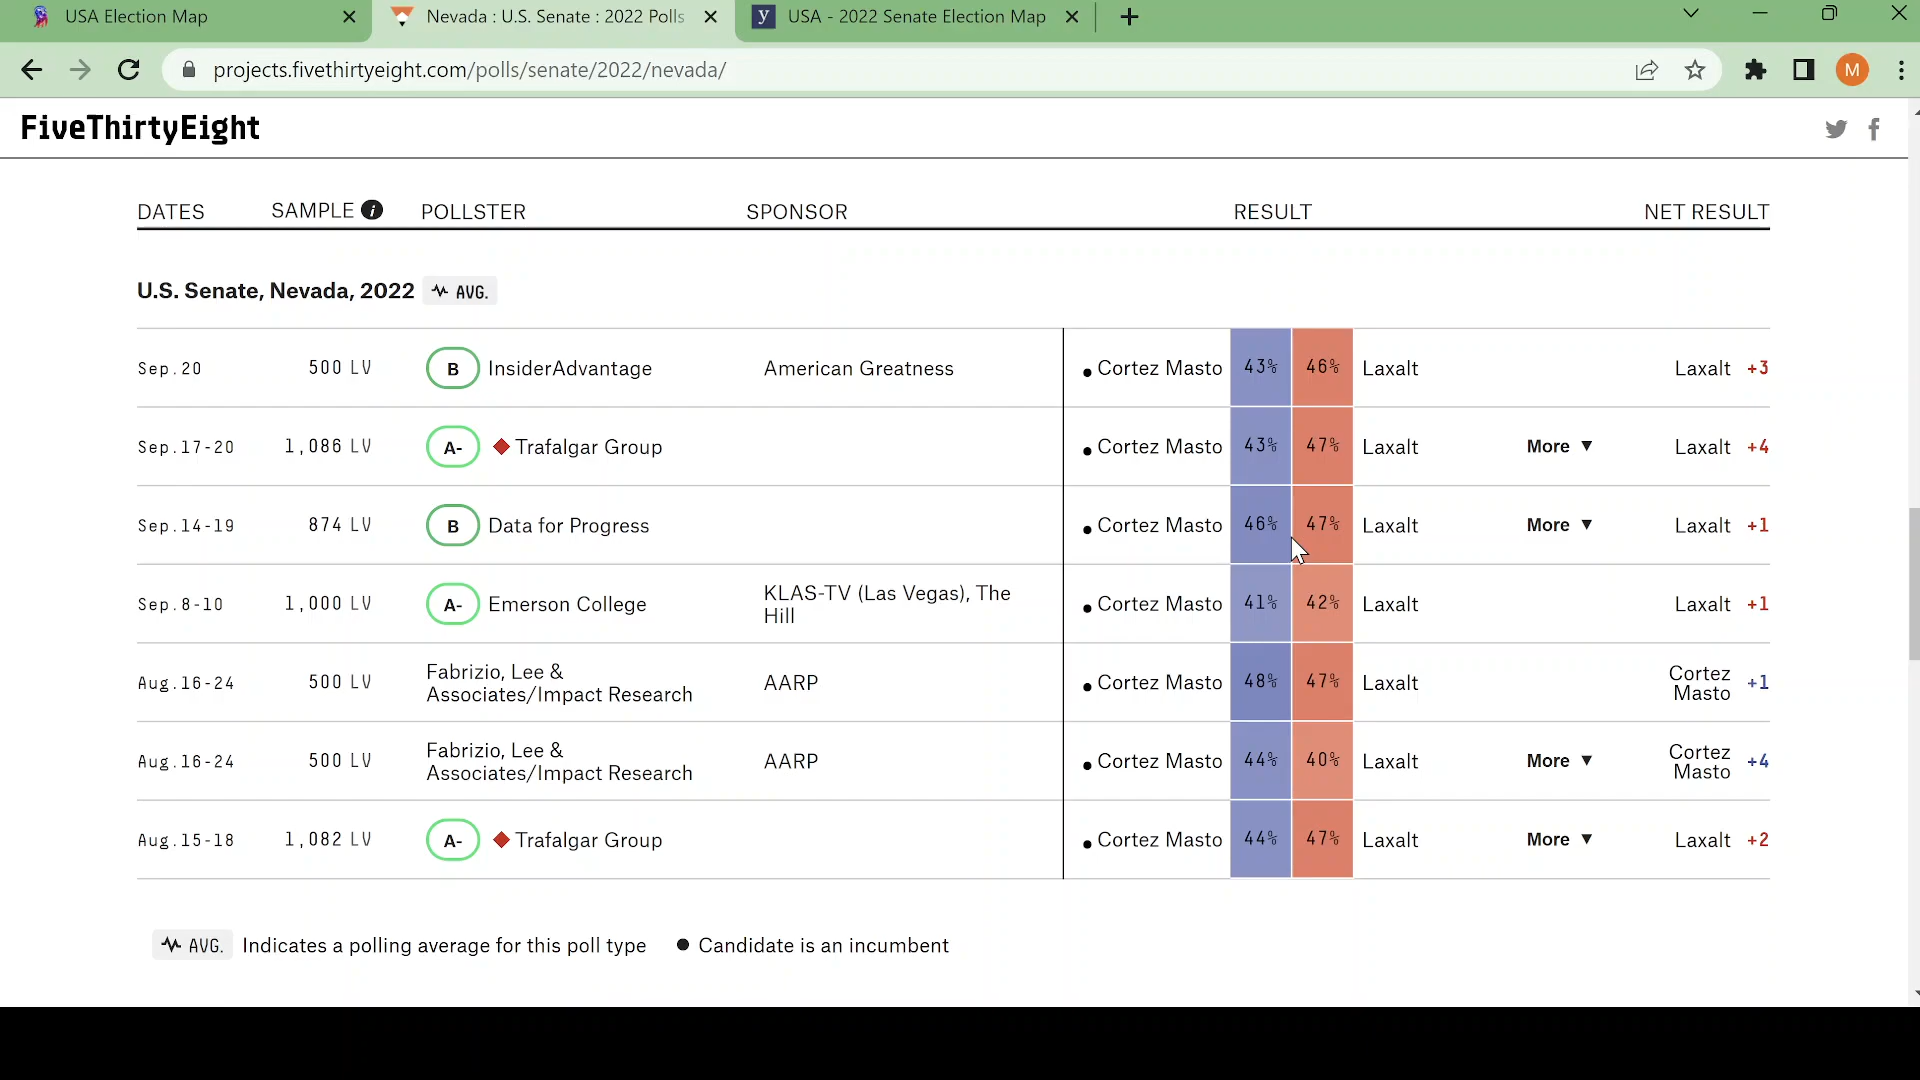 USA Election Map
Nevada : U.S. Senate : 2022 Polls
y USA - 2022 Senate Election Map
projects.fivethirtyeight.com/polls/senate/2022/nevada/
M
FiveThirtyEight
DATES SAMPLE i POLLSTER SPONSOR RESULT NET RESULT
U.S. Senate, Nevada, 2022 AVG.
Sep.20 500 LV B InsiderAdvantage American Greatness Cortez Masto 43% 46% Laxalt Laxalt +3
Sep.17-20 1,086 LV A- Trafalgar Group Cortez Masto 43% 47% Laxalt More ▼ Laxalt +4
Sep.14-19 874 LV B Data for Progress Cortez Masto 46% 47% Laxalt More ▼ Laxalt +1
Sep.8-10 1,000 LV A- Emerson College KLAS-TV (Las Vegas), The
Hill Cortez Masto 41% 42% Laxalt Laxalt +1
Aug.16-24 500 LV Fabrizio, Lee &
Associates/Impact Research AARP Cortez Masto 48% 47% Laxalt Cortez
Masto +1
Aug.16-24 500 LV Fabrizio, Lee &
Associates/Impact Research AARP Cortez Masto 44% 40% Laxalt More ▼ Cortez
Masto +4
Aug.15-18 1,082 LV A- Trafalgar Group Cortez Masto 44% 47% Laxalt More ▼ Laxalt +2
AVG. Indicates a polling average for this poll type ● Candidate is an incumbent